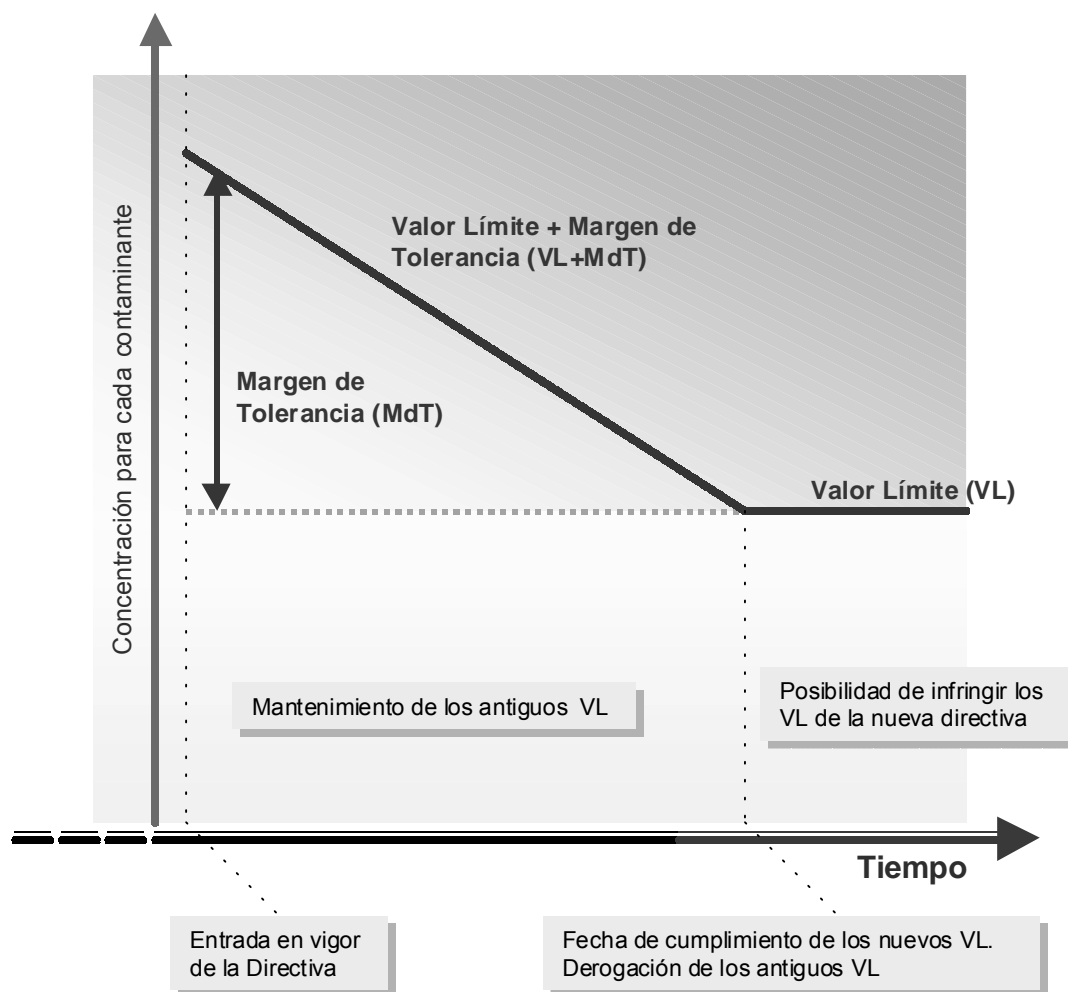 Concentración para cada contaminante
Valor Límite + Margen de
Tolerancia (VL+MdT)
Margen de
Tolerancia (MdT)
Valor Límite (VL)
Mantenimiento de los antiguos VL
Posibilidad de infringir los
VL de la nueva directiva
Tiempo
Entrada en vigor
de la Directiva
Fecha de cumplimiento de los nuevos VL.
Derogación de los antiguos VL